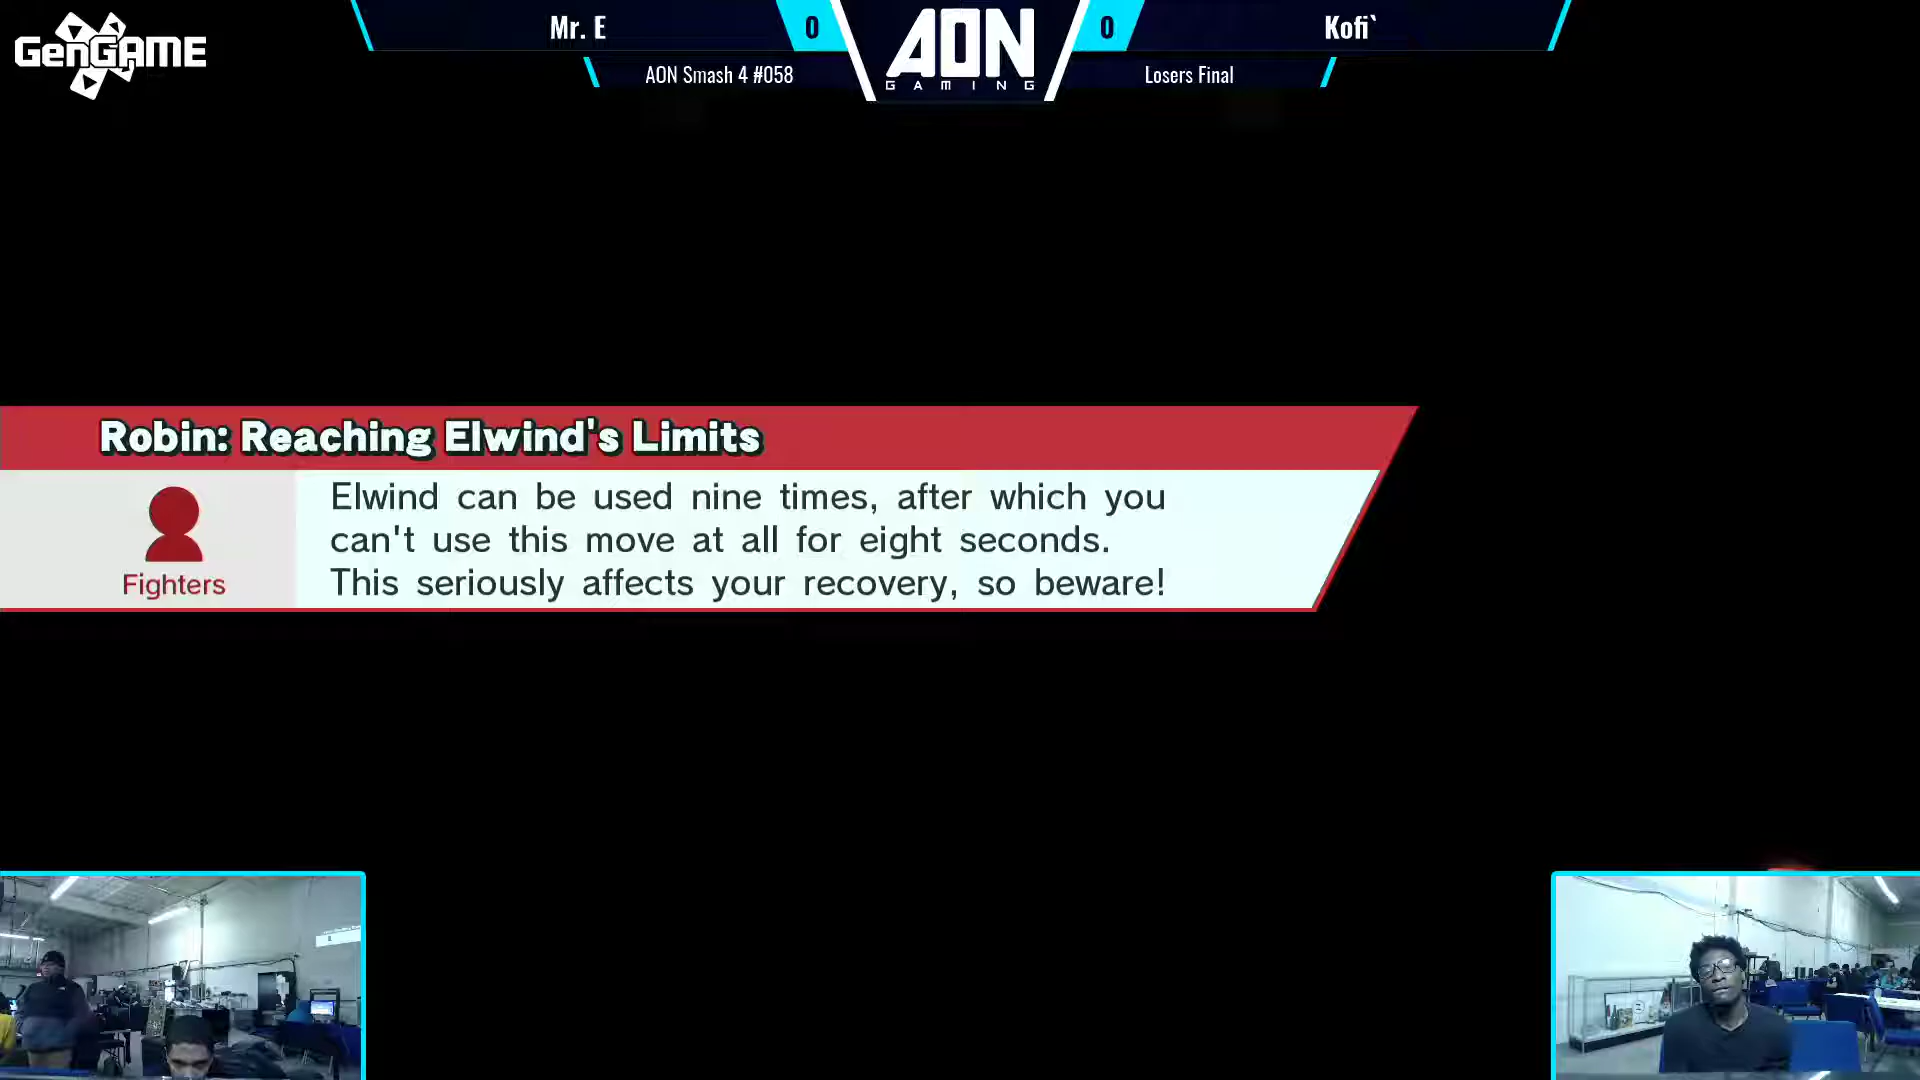 GenGAME
Mr. E
0
AON
GAMING
0
Kofi`
AON Smash 4 #058
Losers Final
Robin: Reaching Elwind's Limits
Fighters
Elwind can be used nine times, after which you
can't use this move at all for eight seconds.
This seriously affects your recovery, so beware!